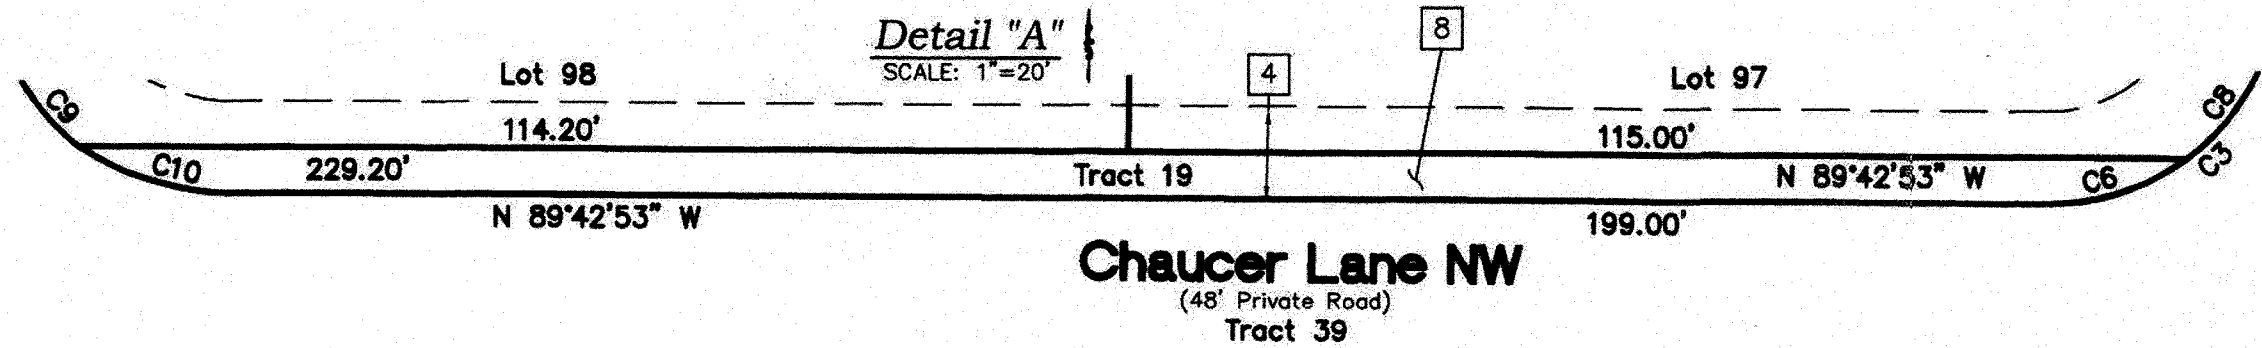 Detail "A"
SCALE: 1"=20'
8
4
Lot 98
Lot 97
C9
C8
114.20'
115.00'
C10
229.20'
Tract 19
N 89°42'53" W
C6
C3
N 89°42'53" W
199.00'
Chaucer Lane NW
(48' Private Road)
Tract 39